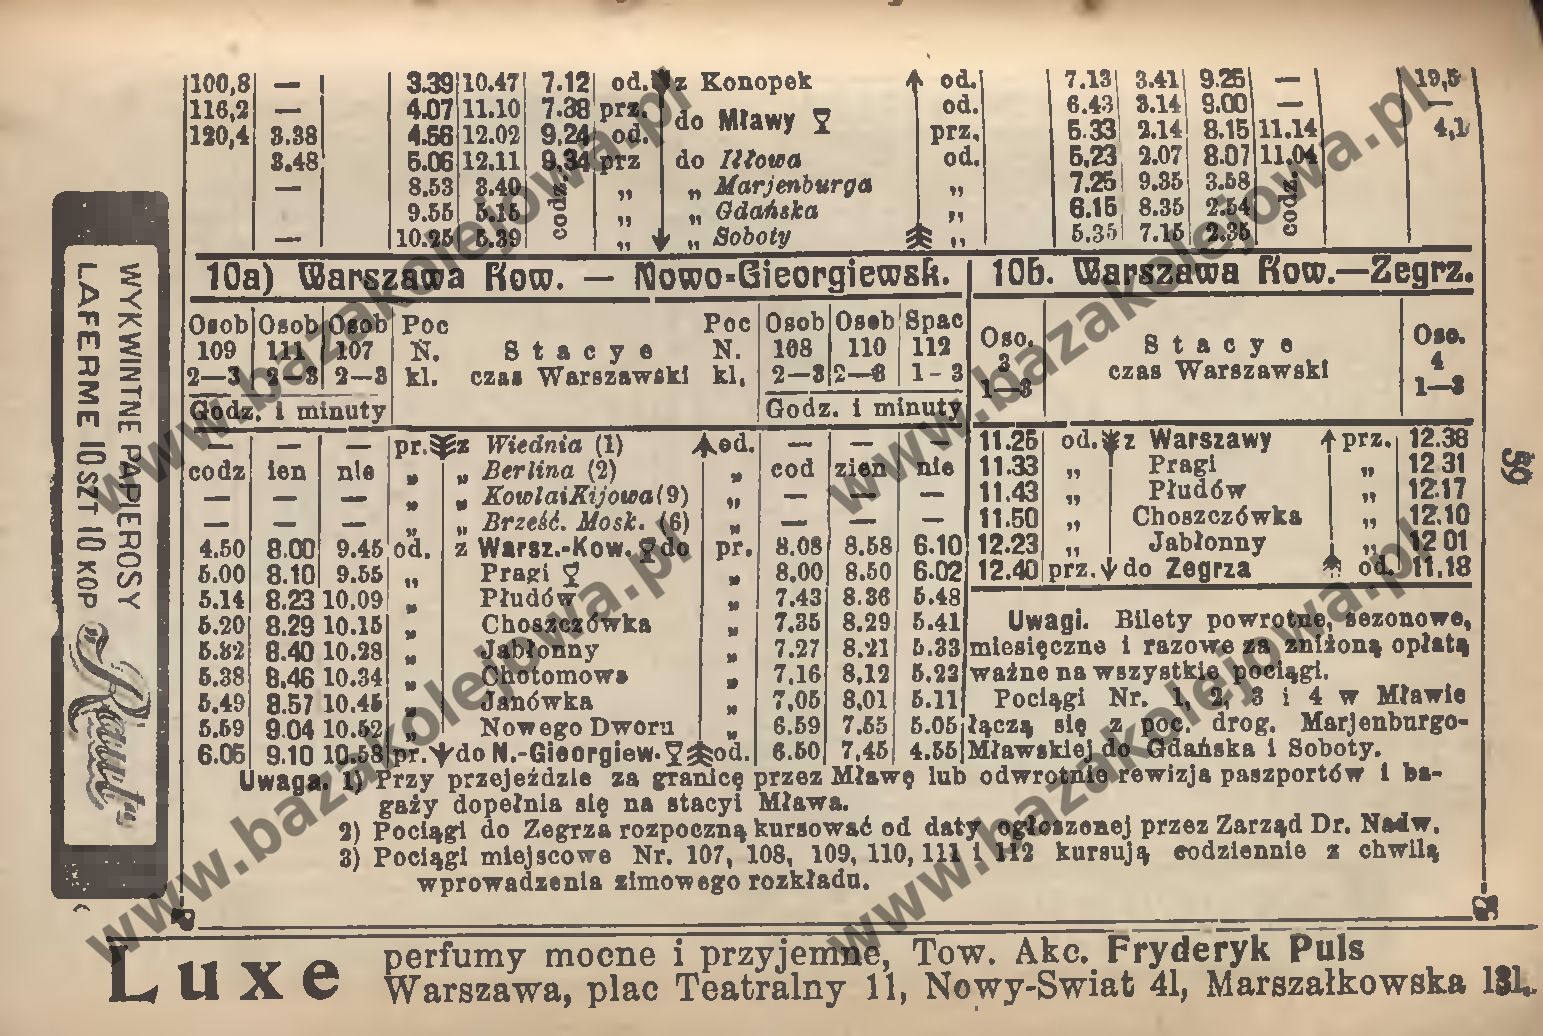 100,8 — 3.39 10.47 7.12 od. z Konopek od. 7.13 3.41 9.25 — 19,5
116,2 — 4.07 11.10 7.38 prz. do Mławy od. 6.43 3.14 9.00 — —
120,4 3.38 4.56 12.02 9.24 od. prz. 5.33 2.14 8.15 11.14 4,1
3.48 5.06 12.11 9.34 prz do Iłłowa od. 5.23 2.07 8.07 11.04
— 8.53 3.40 codz. „ „ Marjenburga „ 7.25 9.35 3.58 codz.
9.55 5.15 „ „ Gdańska „ 6.15 8.35 2.54
— 10.25 5.39 „ „ Soboty „ 5.35 7.15 2.35
10a) Warszawa Kow. — Nowo-Gieorgiewsk.
Osob Osob Osob Poc Poc Osob Osob Spac
109 111 107 N. Stacye N. 108 110 112
2—3 2—3 2—3 kl. czas Warszawski kl. 2—3 2—3 1-3
Godz. i minuty Godz. i minuty
— — — pr. z Wiednia (1) od. — — —
codz ien nie „ „ Berlina (2) „ cod zien nie
— — — „ „ Kowla i Kijowa (9) „ — — —
— — — „ „ Brześć. Mosk. (6) „ — — —
4.50 8.00 9.45 od. z Warsz.-Kow. do pr. 8.08 8.58 6.10
5.00 8.10 9.55 „ Pragi „ 8.00 8.50 6.02
5.14 8.23 10.09 „ Płudów „ 7.43 8.36 5.48
5.20 8.29 10.15 „ Choszczówka „ 7.35 8.29 5.41
5.32 8.40 10.28 „ Jabłonny „ 7.27 8.21 5.33
5.38 8.46 10.34 „ Chotomowa „ 7.16 8.12 5.22
5.49 8.57 10.45 „ Janówka „ 7.05 8.01 5.11
5.59 9.04 10.52 „ Nowego Dworu „ 6.59 7.55 5.05
6.05 9.10 10.58 pr. do N.-Gieorgiew. od. 6.50 7.45 4.55
10b. Warszawa Kow.—Zegrz.
Oso. Stacye Oso.
3 czas Warszawski 4
1—3 1—3
11.25 od. z Warszawy prz. 12.38
11.33 „ Pragi „ 12 31
11.43 „ Płudów „ 12.17
11.50 „ Choszczówka „ 12.10
12.23 „ Jabłonny „ 12 01
12.40 prz. do Zegrza od. 11.18
Uwagi. Bilety powrotne, sezonowe,
miesięczne i razowe za zniżoną opłatą
ważne na wszystkie pociągi.
Pociągi Nr. 1, 2, 3 i 4 w Mławie
łączą się z poc. drog. Marjenburgo-
Mławskiej do Gdańska i Soboty.
Uwaga. 1) Przy przejeździe za granicę przez Mławę lub odwrotnie rewizja paszportów i ba-
gaży dopełnia się na stacyi Mława.
2) Pociągi do Zegrza rozpoczną kursować od daty ogłoszonej przez Zarząd Dr. Nadw.
3) Pociągi miejscowe Nr. 107, 108, 109, 110, 111 i 112 kursują codziennie z chwilą
wprowadzenia zimowego rozkładu.
59
WYKWINTNE PAPIEROSY
LAFERME 10 SZT 10 KOP
Luxe perfumy mocne i przyjemne, Tow. Akc. Fryderyk Puls
Warszawa, plac Teatralny 11, Nowy-Swiat 41, Marszałkowska 131.
www.bazakolejowa.pl
www.bazakolejowa.pl
www.bazakolejowa.pl
www.bazakolejowa.pl